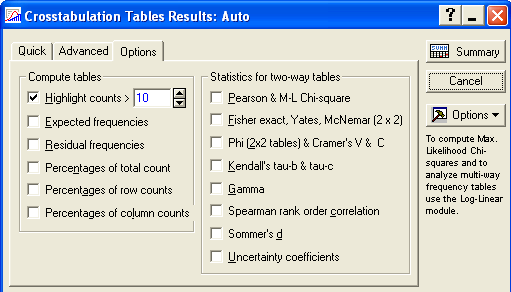 Crosstabulation Tables Results: Auto
?
Quick
Advanced
Options
Compute tables
Highlight counts >
10
Expected frequencies
Residual frequencies
Percentages of total count
Percentages of row counts
Percentages of column counts
Statistics for two-way tables
Pearson & M-L Chi-square
Fisher exact, Yates, McNemar (2 x 2)
Phi (2x2 tables) & Cramer's V & C
Kendall's tau-b & tau-c
Gamma
Spearman rank order correlation
Sommer's d
Uncertainty coefficients
Summary
Cancel
Options
To compute Max.
Likelihood Chi-
squares and to
analyze multi-way
frequency tables
use the Log-Linear
module.